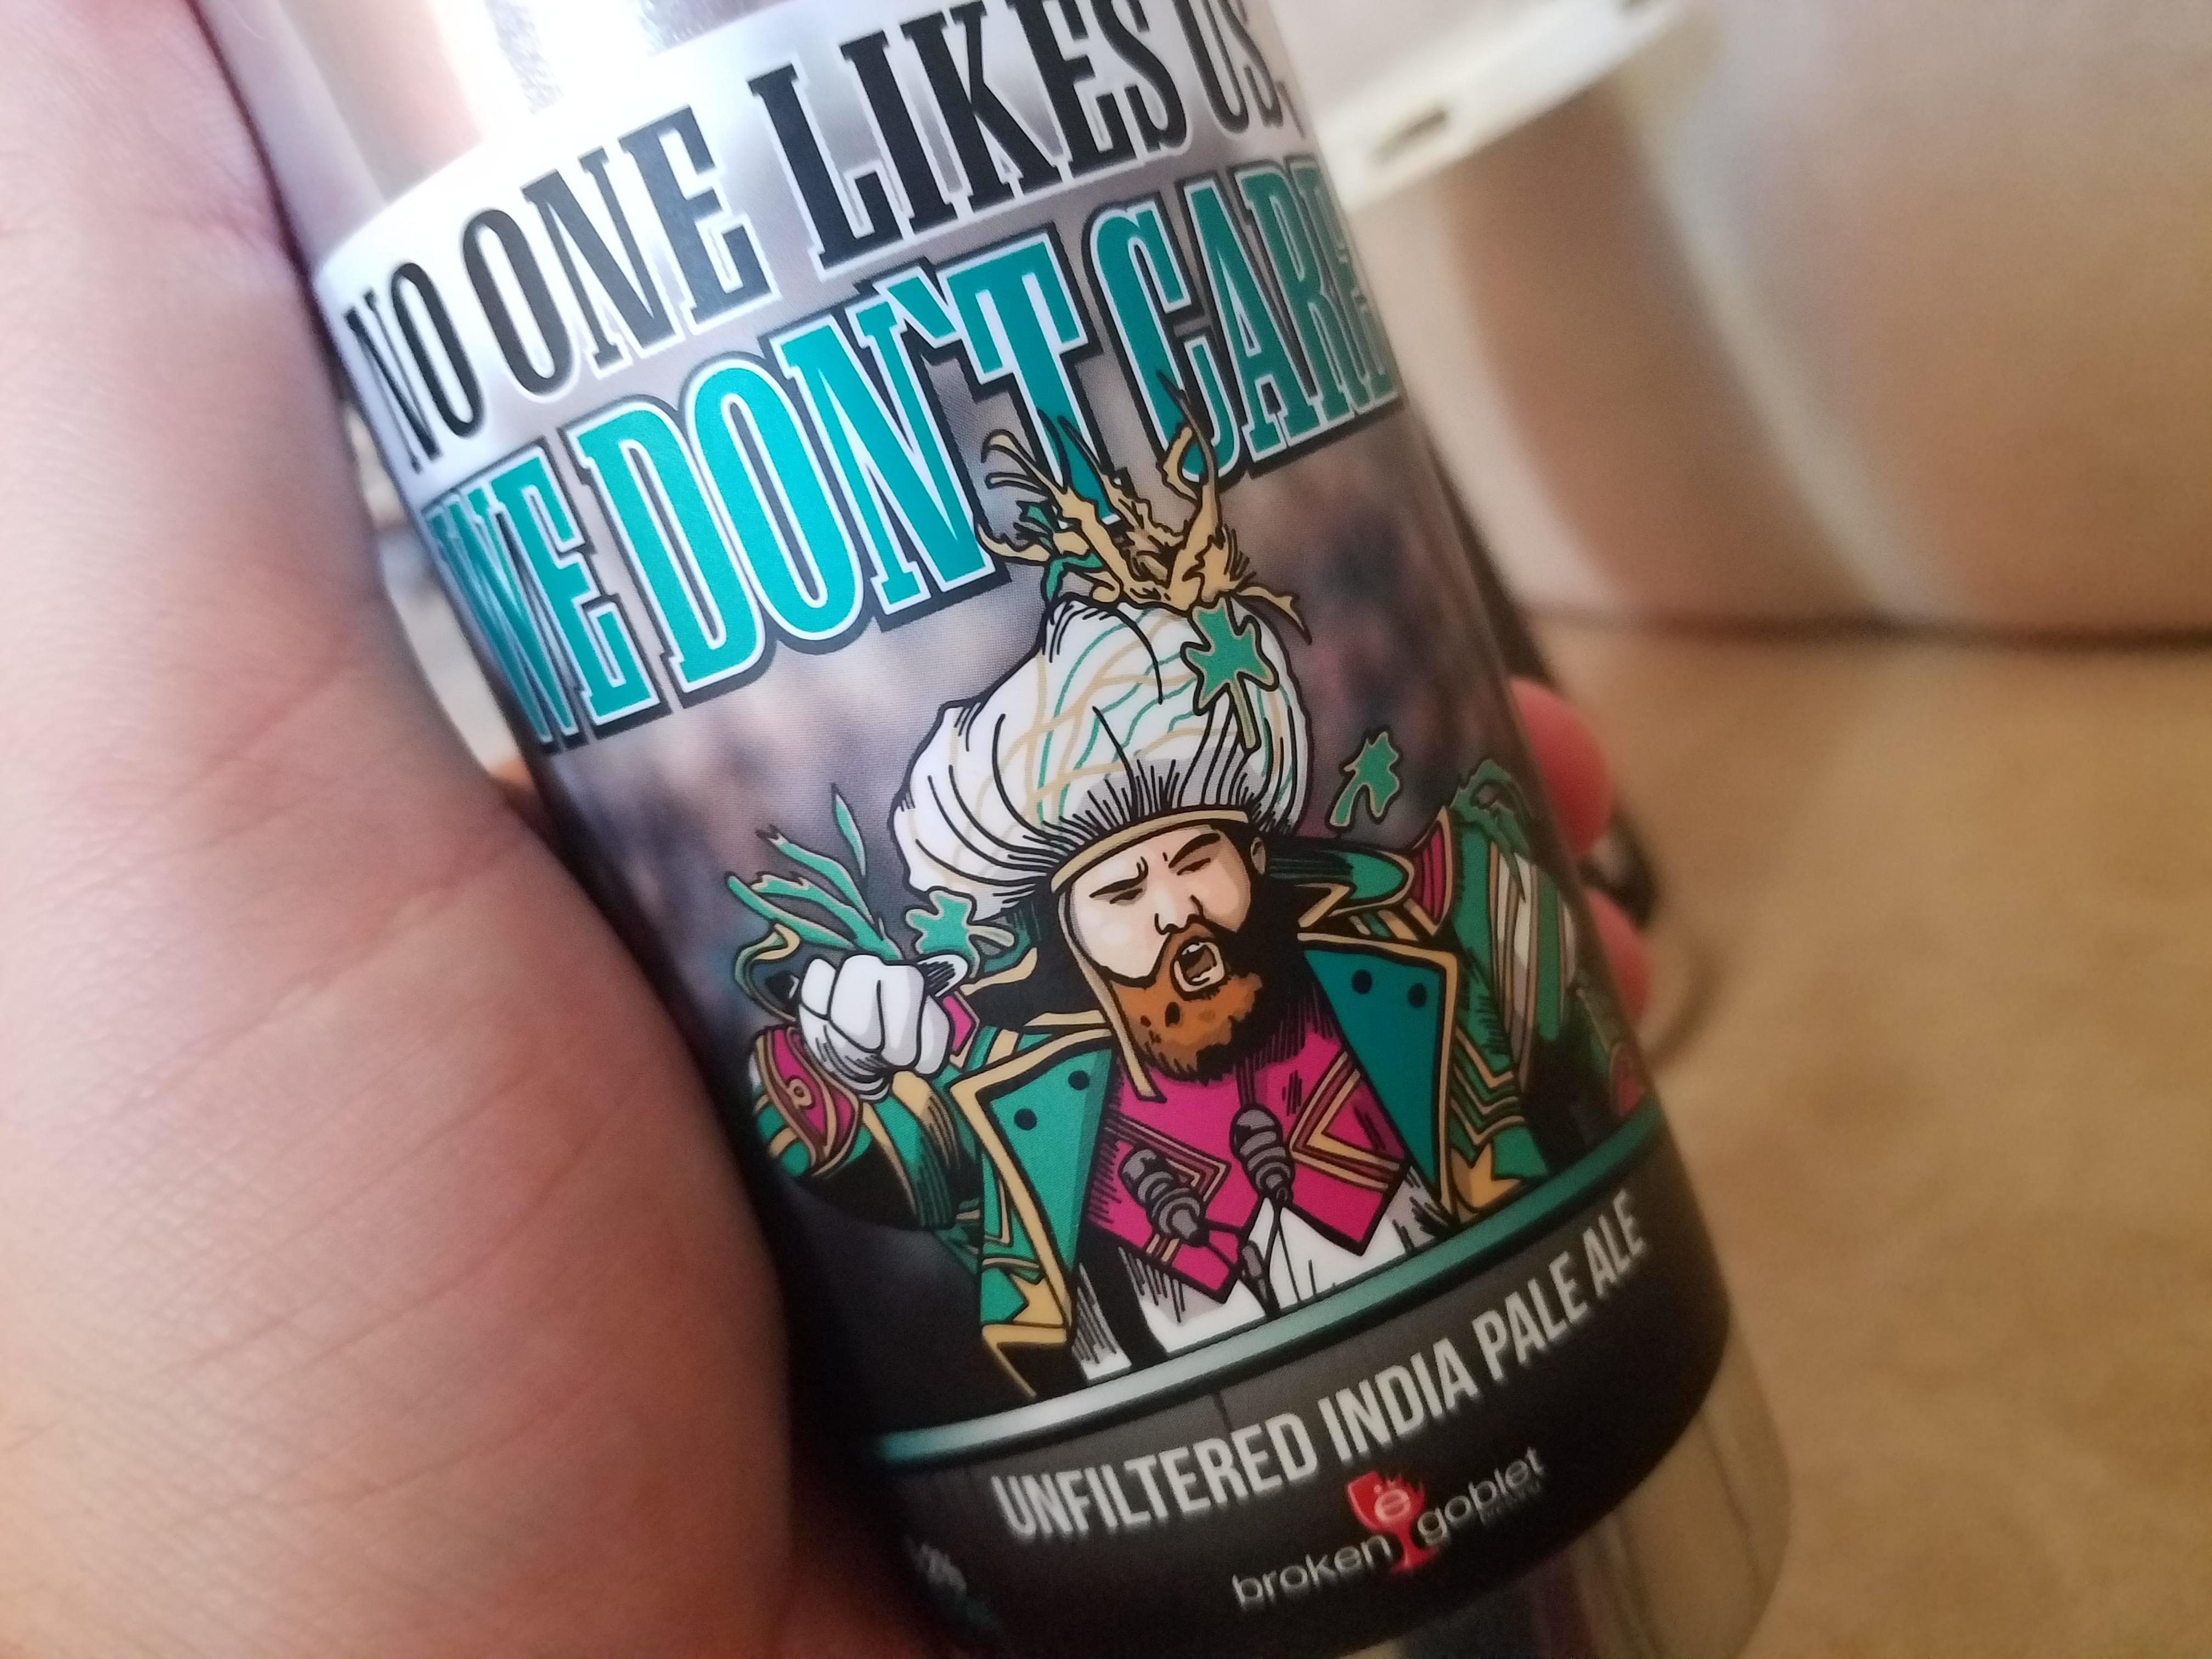 NO ONE LIKES US,
WE DON'T CARE
UNFILTERED INDIA PALE ALE
broken goblet